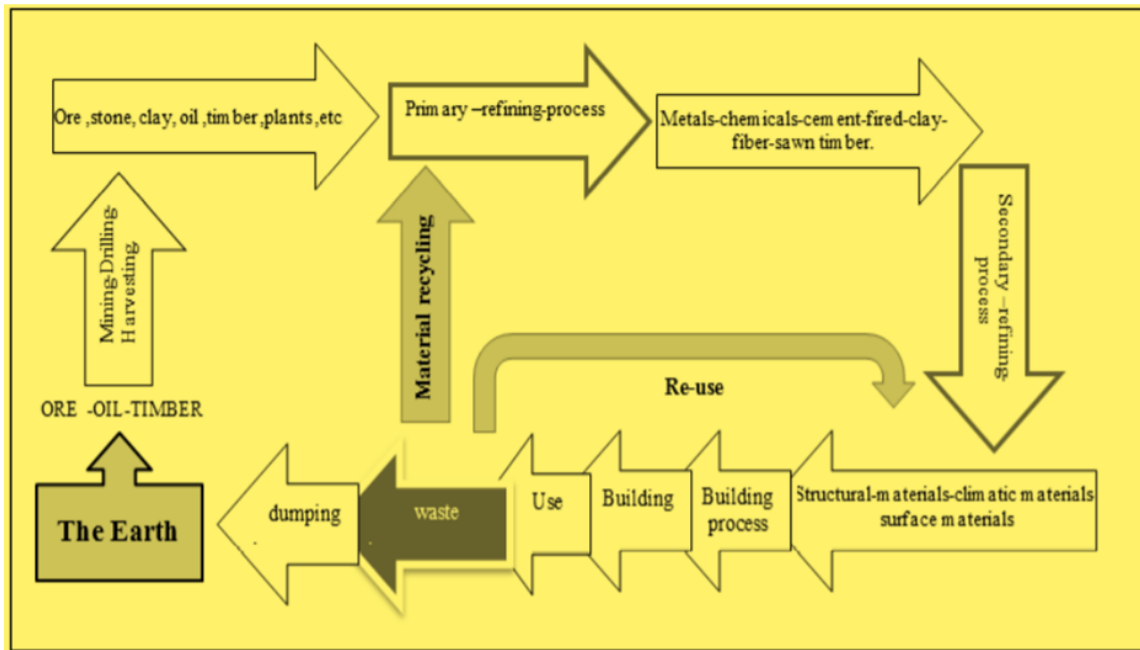 Ore ,stone, clay, oil ,timber ,plants ,etc
Primary –refining-process
Metals-chemicals-cement-fired-clay-
fiber-sawn timber.
Mining-Drilling-
Harvesting
Material recycling
Secondary –refining-
process
Re-use
ORE -OIL-TIMBER
The Earth
dumping
.
waste
.
Use
Building
Building
process
Structural-materials-climatic materials
surface materials